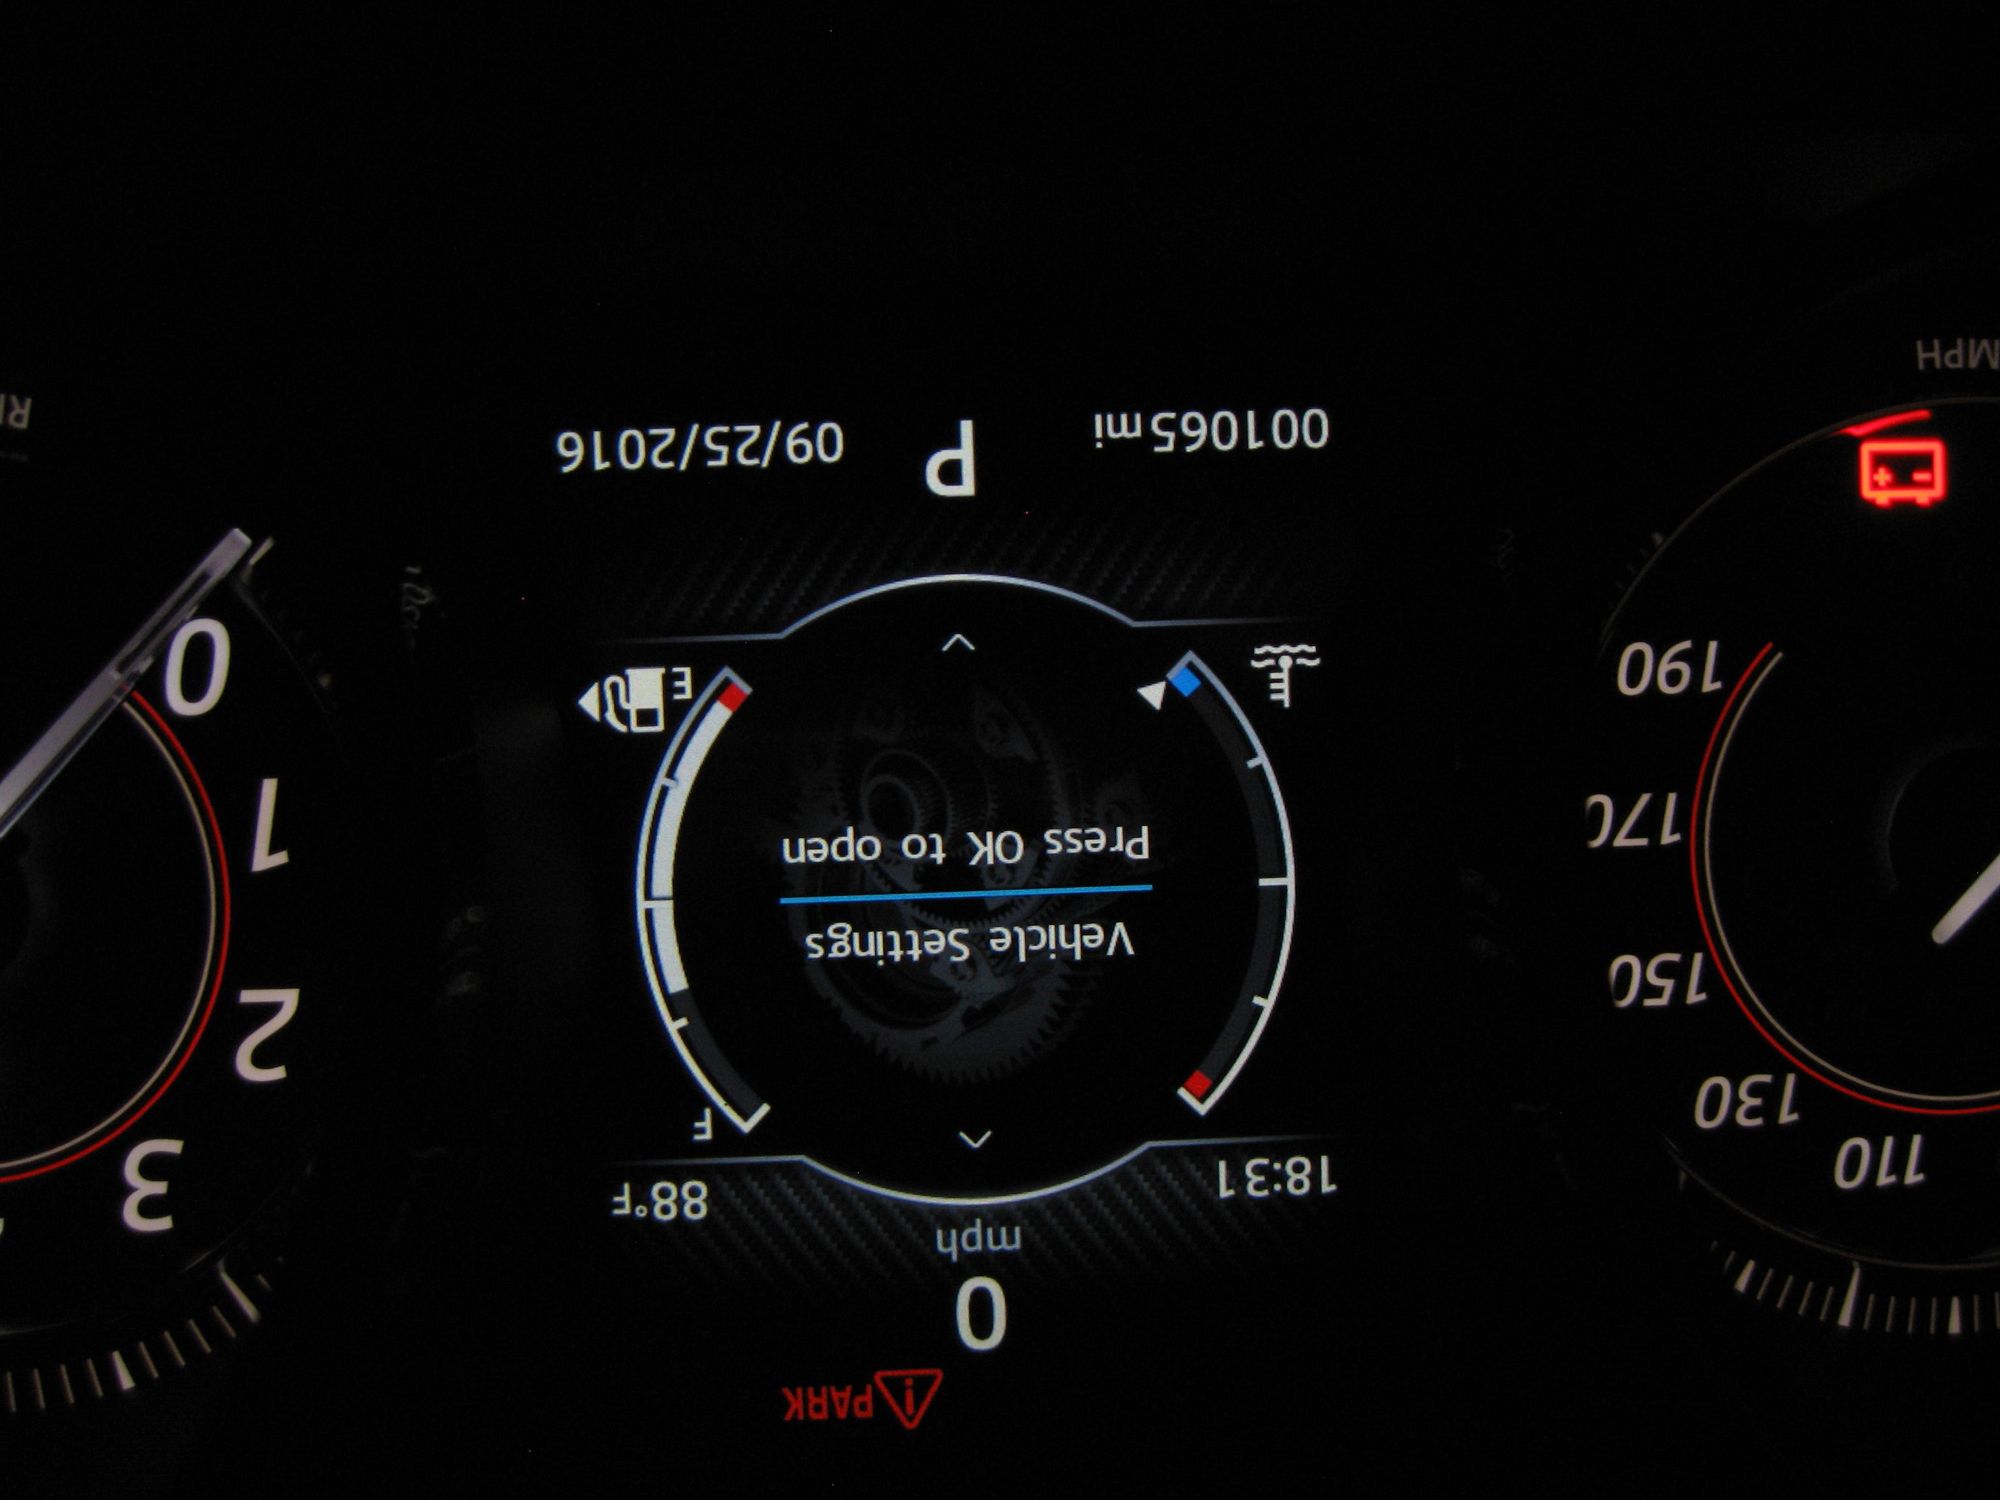 ⚠PARK
0
mph
18:31 88°F
F
Vehicle Settings
Press OK to open
E
001065mi P 09/25/2016
110
130
150
170
190
MPH
3
2
1
0